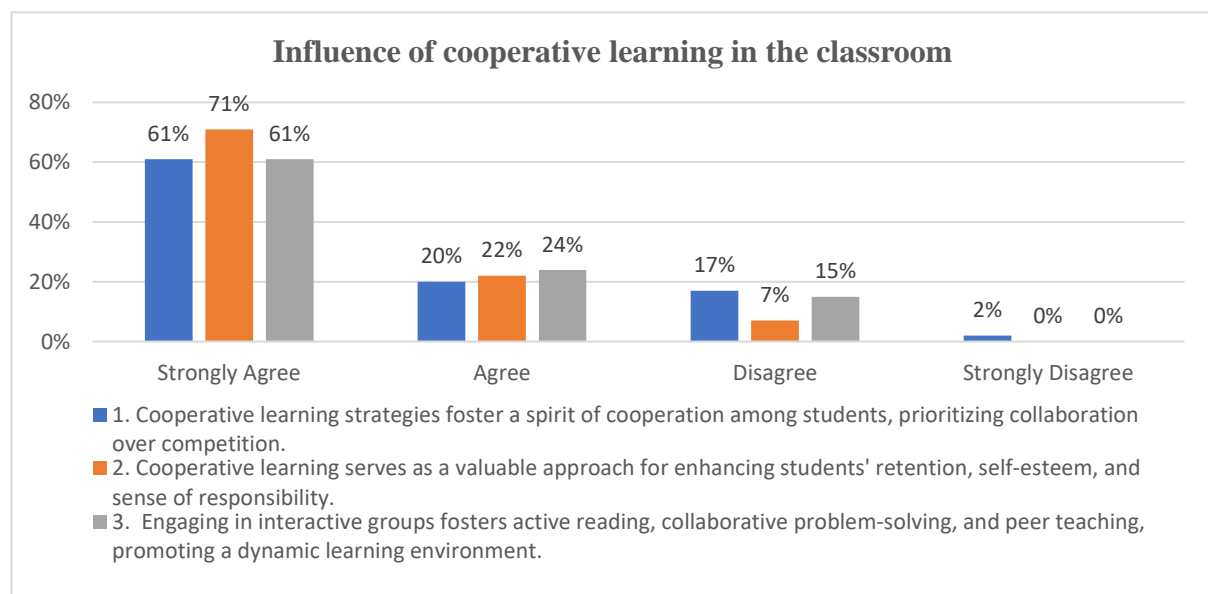 Influence of cooperative learning in the classroom
80%
60%
40%
20%
0%
61%
71%
61%
20%
22%
24%
17%
7%
15%
2%
0%
0%
Strongly Agree
Agree
Disagree
Strongly Disagree
1. Cooperative learning strategies foster a spirit of cooperation among students, prioritizing collaboration
over competition.
2. Cooperative learning serves as a valuable approach for enhancing students' retention, self-esteem, and
sense of responsibility.
3. Engaging in interactive groups fosters active reading, collaborative problem-solving, and peer teaching,
promoting a dynamic learning environment.